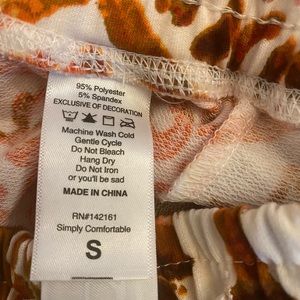 95% Polyester
5% Spandex
EXCLUSIVE OF DECORATION
Machine Wash Cold
Gentle Cycle
Do Not Bleach
Hang Dry
Do Not Iron
or you'll be sad
MADE IN CHINA
RN#142161
Simply Comfortable
S